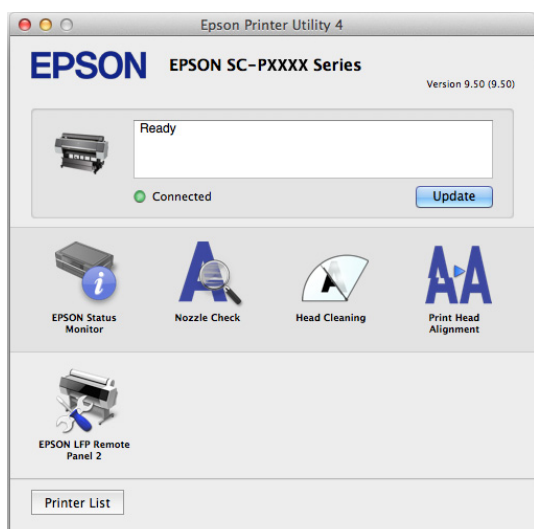 Epson Printer Utility 4
EPSON
EPSON SC-PXXXX Series
Version 9.50 (9.50)
Ready
Connected
Update
EPSON Status
Monitor
Nozzle Check
Head Cleaning
Print Head
Alignment
EPSON LFP Remote
Panel 2
Printer List